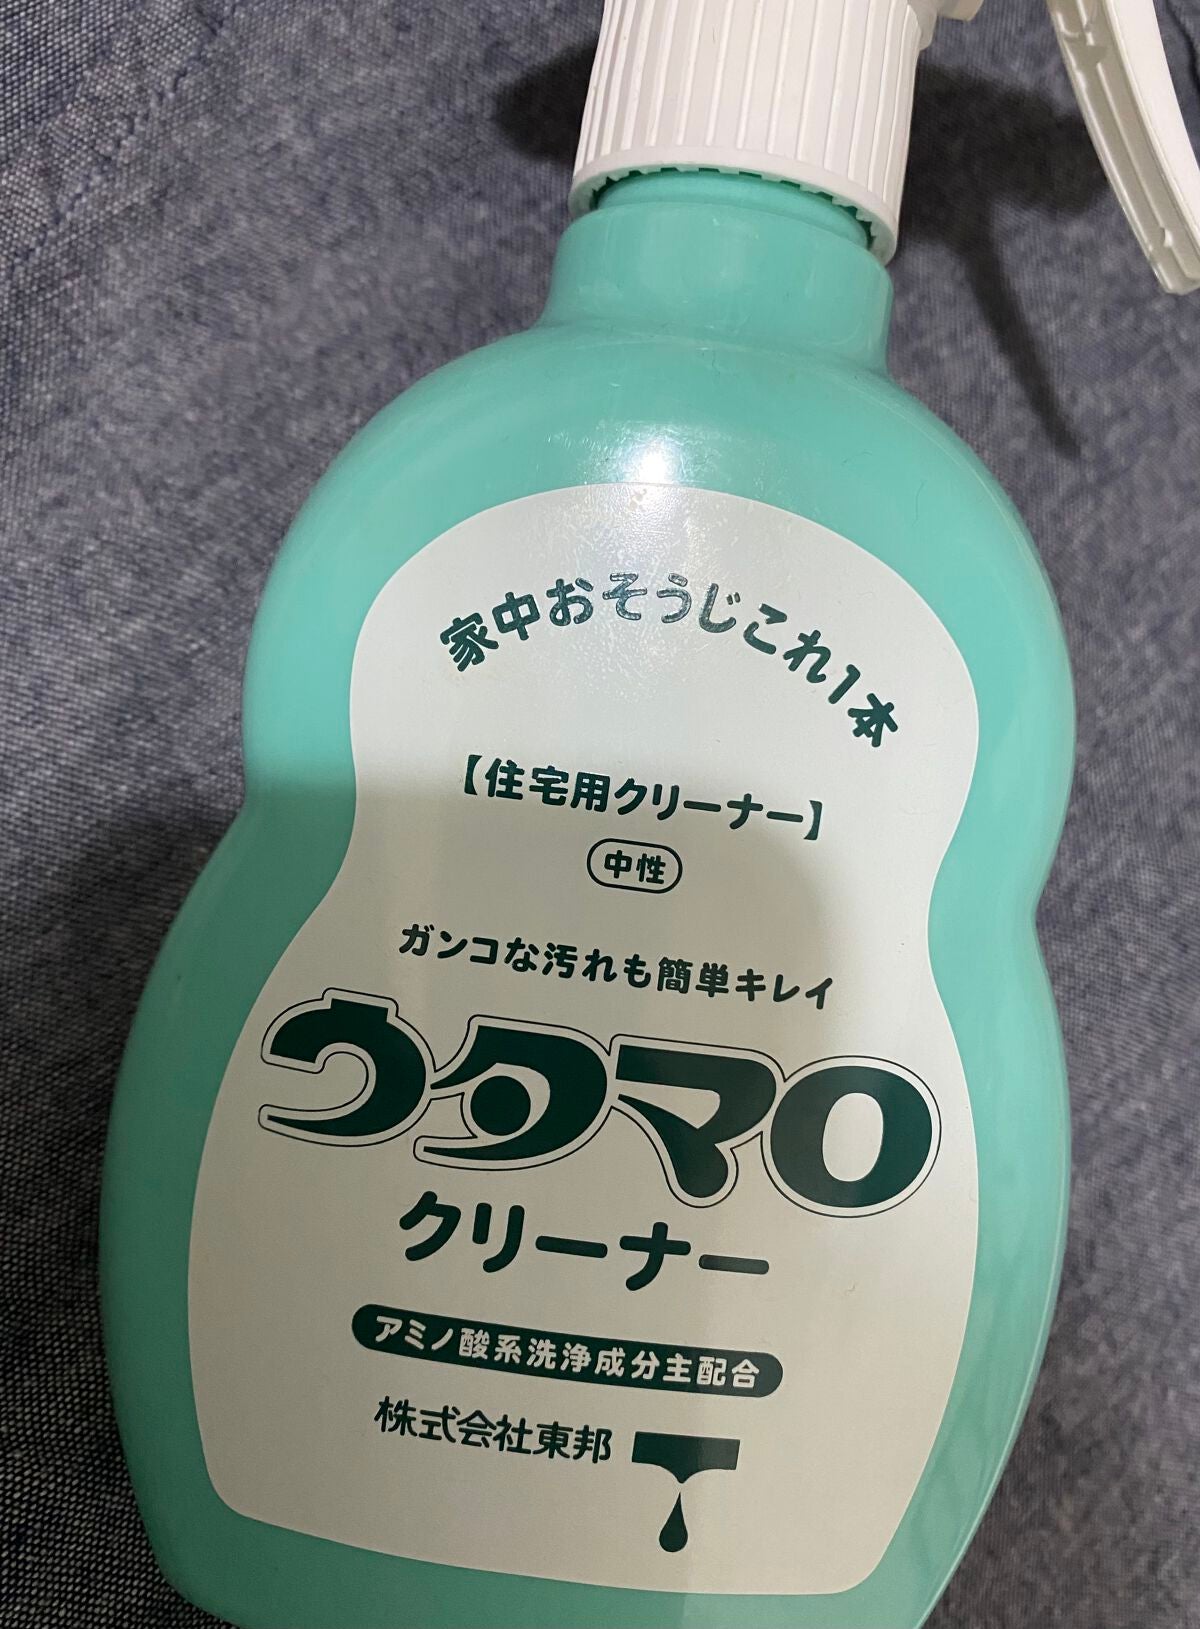 家中おそうじこれ1本
【住宅用クリーナー】
中性
ガンコな汚れも簡単キレイ
ウタマロ
クリーナー
アミノ酸系洗浄成分主配合
株式会社東邦